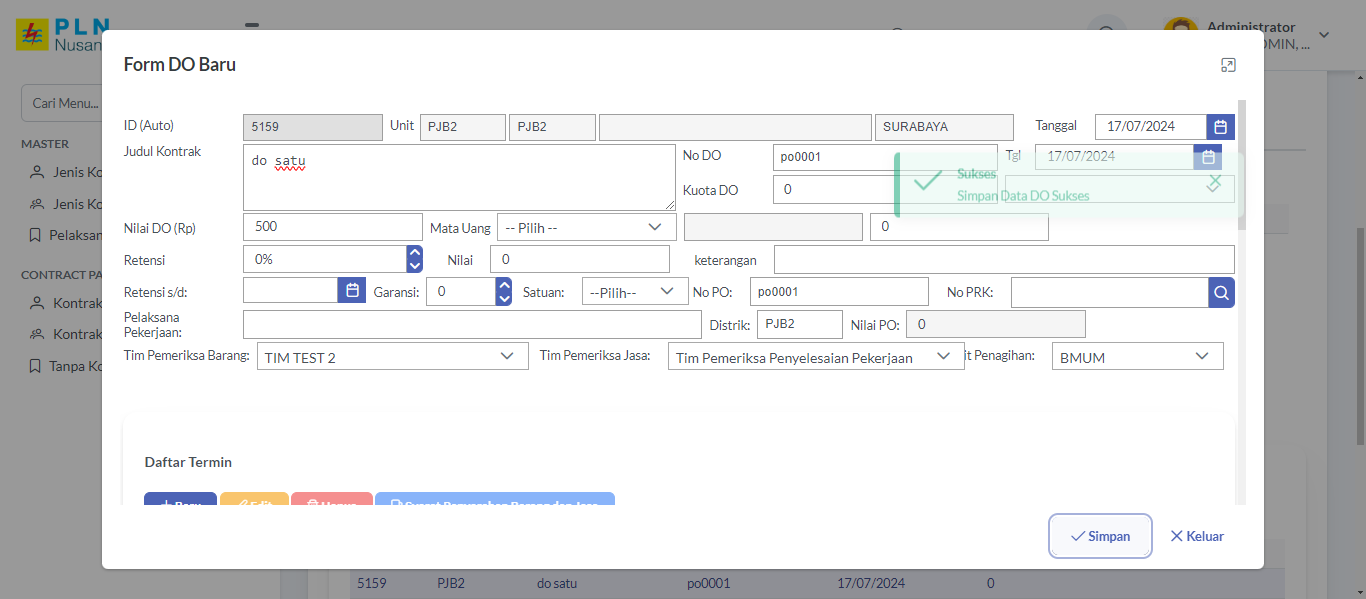 PLN
Nusan
Administrator
DMIN, ...
Cari Menu...
MASTER
Jenis Ko
Jenis Ko
Pelaksan
CONTRACT PA
Kontrak
Kontrak
Tanpa Ko
Form DO Baru
ID (Auto) 5159 Unit PJB2 PJB2 SURABAYA Tanggal 17/07/2024
Judul Kontrak do satu No DO po0001 Tgl 17/07/2024
Kuota DO 0
Sukses
Simpan Data DO Sukses
Nilai DO (Rp) 500 Mata Uang -- Pilih -- 0
Retensi 0% Nilai 0 keterangan
Retensi s/d: Garansi: 0 Satuan: --Pilih-- No PO: po0001 No PRK:
Pelaksana
Pekerjaan: Distrik: PJB2 Nilai PO: 0
Tim Pemeriksa Barang: TIM TEST 2 Tim Pemeriksa Jasa: Tim Pemeriksa Penyelesaian Pekerjaan it Penagihan: BMUM
Daftar Termin
Baru Edit Hapus
Simpan Keluar
5159 PJB2 do satu po0001 17/07/2024 0